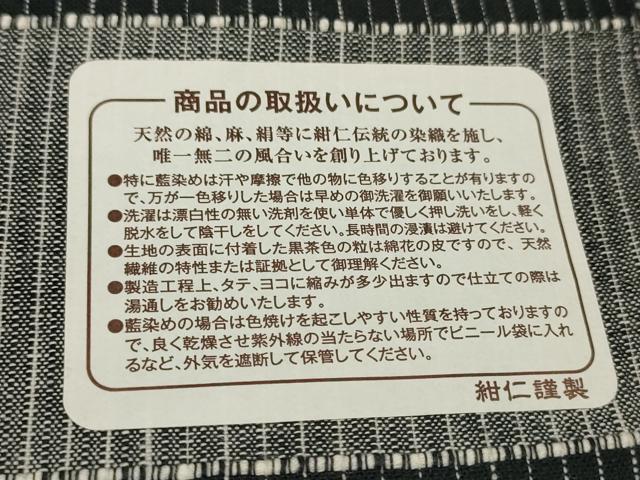 商品の取扱いについて
天然の綿、麻、絹等に紺仁伝統の染織を施し、
唯一無二の風合いを創り上げております。
●特に藍染めは汗や摩擦で他の物に色移りすることが有りますの
で、万が一色移りした場合は早めの御洗濯を御願いいたします。
●洗濯は漂白性の無い洗剤を使い単体で優しく押し洗いをし、軽く
脱水をして陰干しをしてください。長時間の浸漬は避けてください。
●生地の表面に付着した黒茶色の粒は綿花の皮ですので、天然
繊維の特性または証拠として御理解ください。
●製造工程上、タテ、ヨコに縮みが多少出ますので仕立ての際は
湯通しをお勧めいたします。
●藍染めの場合は色焼けを起こしやすい性質を持っておりますの
で、良く乾燥させ紫外線の当たらない場所でビニール袋に入れ
るなど、外気を遮断して保管してください。
紺仁謹製